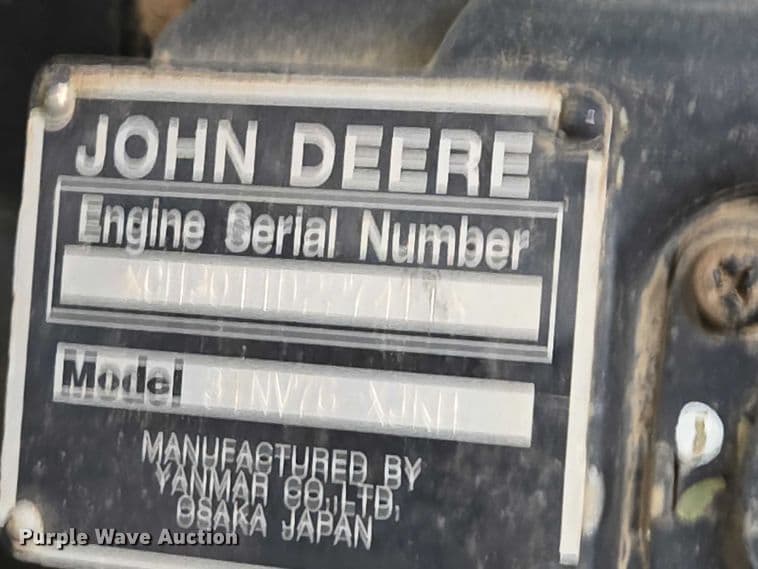 JOHN DEERE
Engine Serial Number
Model
MANUFACTURED BY
YANMAR CO.,LTD,
OSAKA JAPAN
Purple Wave Auction